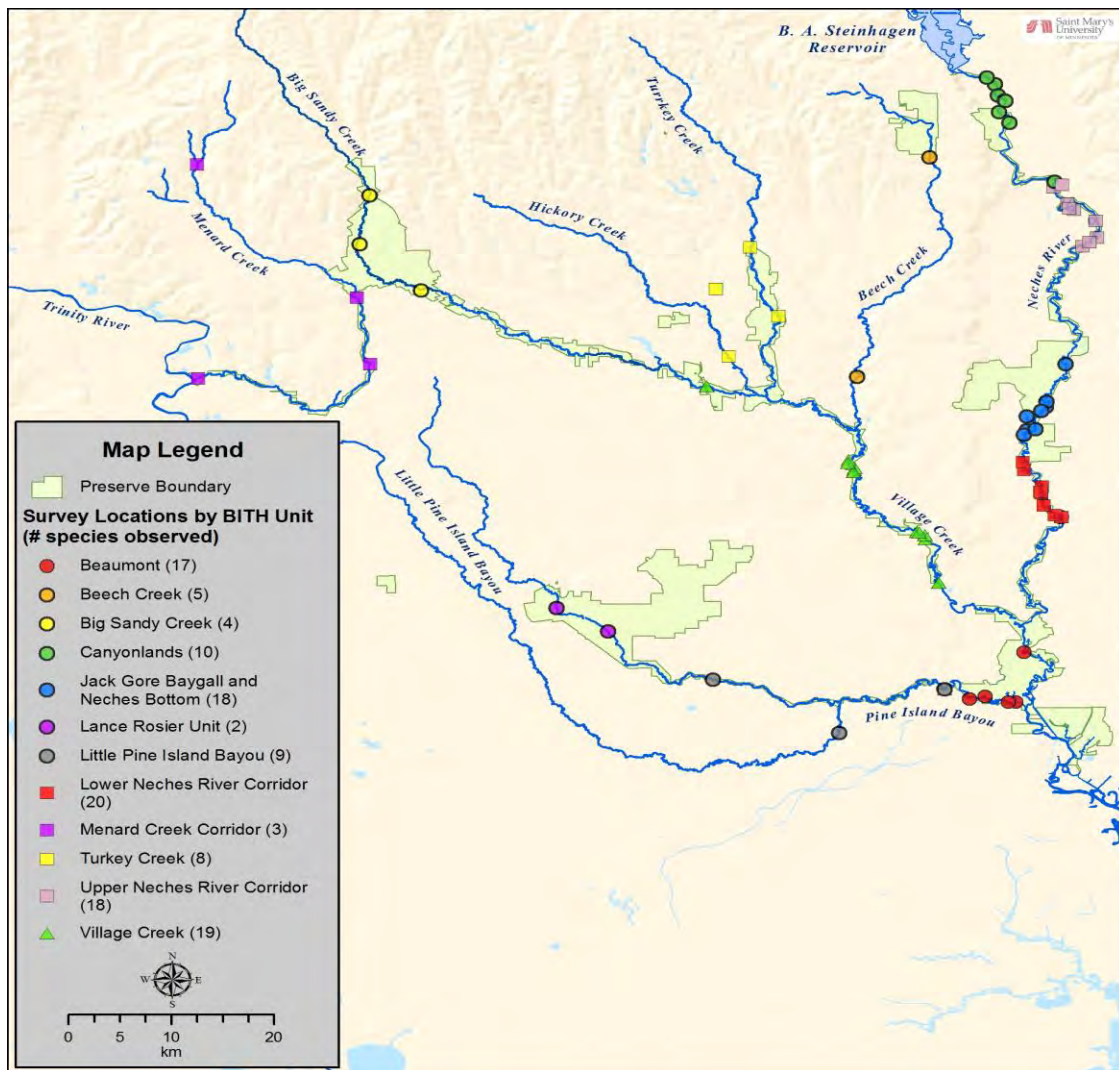 Saint Mary's
University
OF MINNESOTA
B. A. Steinhagen
Reservoir
Big Sandy Creek
Turrkey Creek
Hickory Creek
Menard Creek
Beech Creek
Neches River
Trinity River
Little Pine Island Bayou
Village Creek
Pine Island Bayou
Map Legend
Preserve Boundary
Survey Locations by BITH Unit
(# species observed)
Beaumont (17)
Beech Creek (5)
Big Sandy Creek (4)
Canyonlands (10)
Jack Gore Baygall and
Neches Bottom (18)
Lance Rosier Unit (2)
Little Pine Island Bayou (9)
Lower Neches River Corridor
(20)
Menard Creek Corridor (3)
Turkey Creek (8)
Upper Neches River Corridor
(18)
Village Creek (19)
N
W E
S
0 5 10 20
km